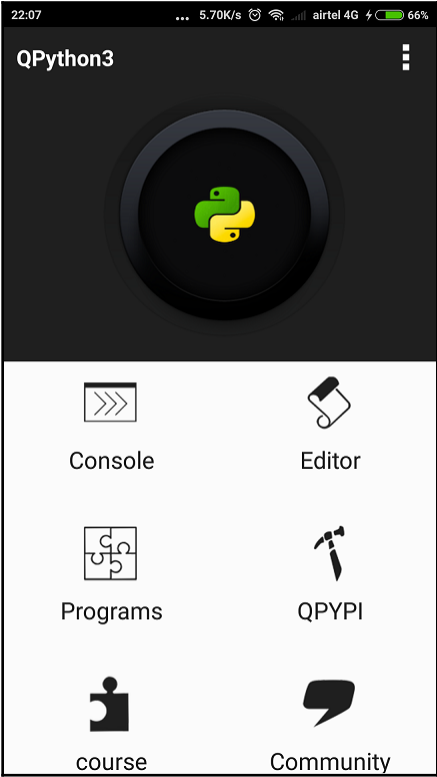 22:07 ... 5.70K/s airtel 4G 66%
QPython3
Console Editor
Programs QPYPI
course Community